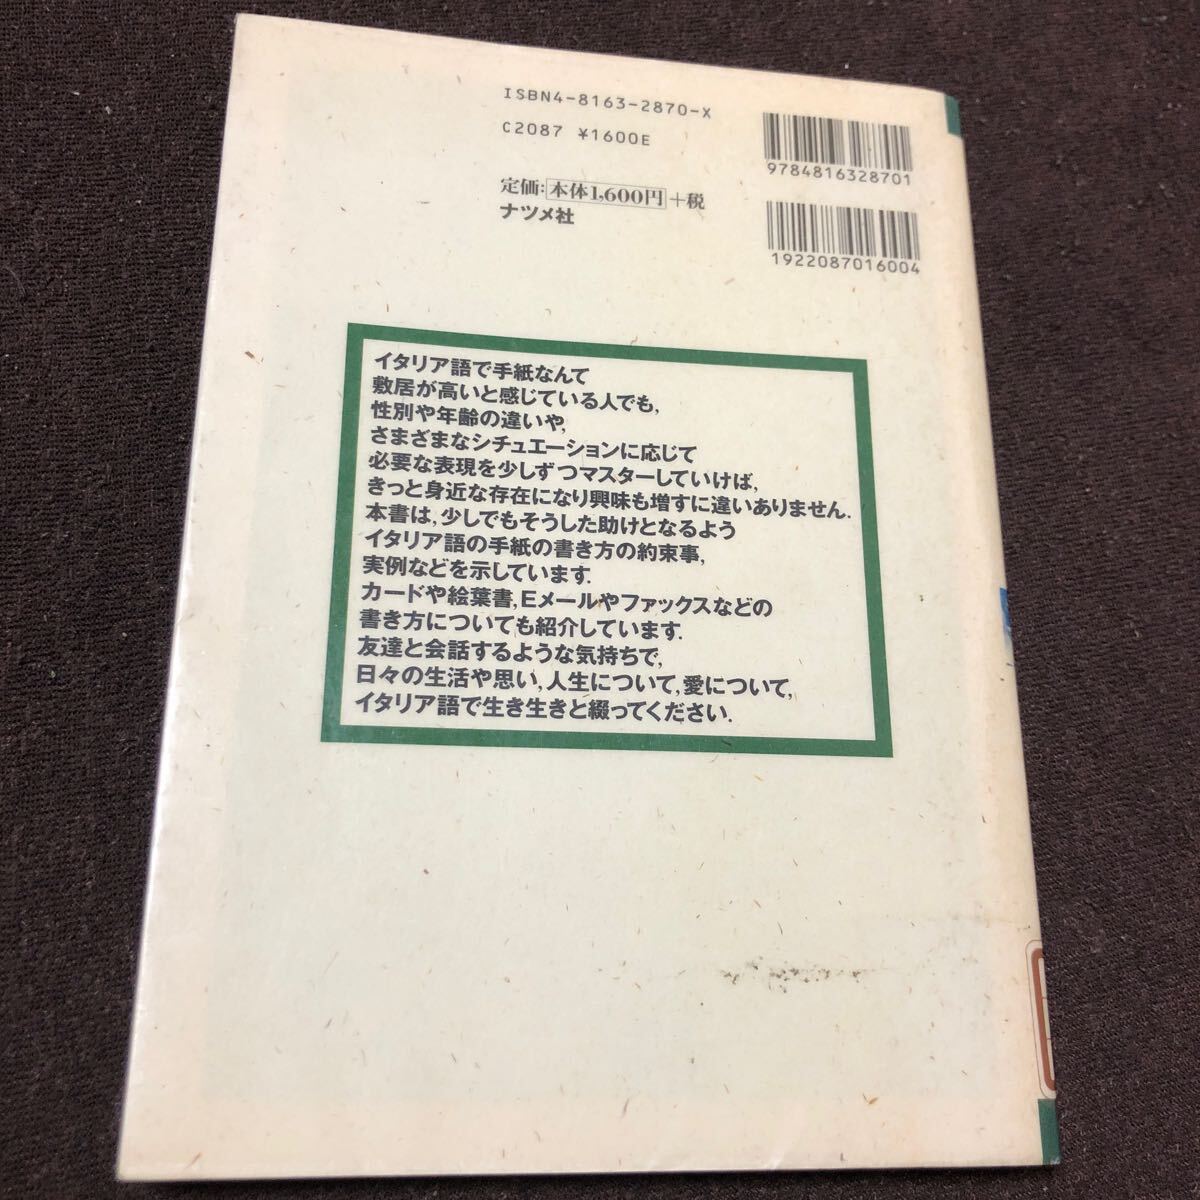 ISBN4-8163-2870-X
C2087 ¥1600E
定価:本体1,600円+税
ナツメ社
9784816328701
1922087016004
イタリア語で手紙なんて
敷居が高いと感じている人でも,
性別や年齢の違いや,
さまざまなシチュエーションに応じて
必要な表現を少しずつマスターしていけば,
きっと身近な存在になり興味も増すに違いありません.
本書は,少しでもそうした助けとなるよう
イタリア語の手紙の書き方の約束事,
実例などを示しています.
カードや絵葉書,Eメールやファックスなどの
書き方についても紹介しています.
友達と会話するような気持ちで,
日々の生活や思い,人生について,愛について,
イタリア語で生き生きと綴ってください.